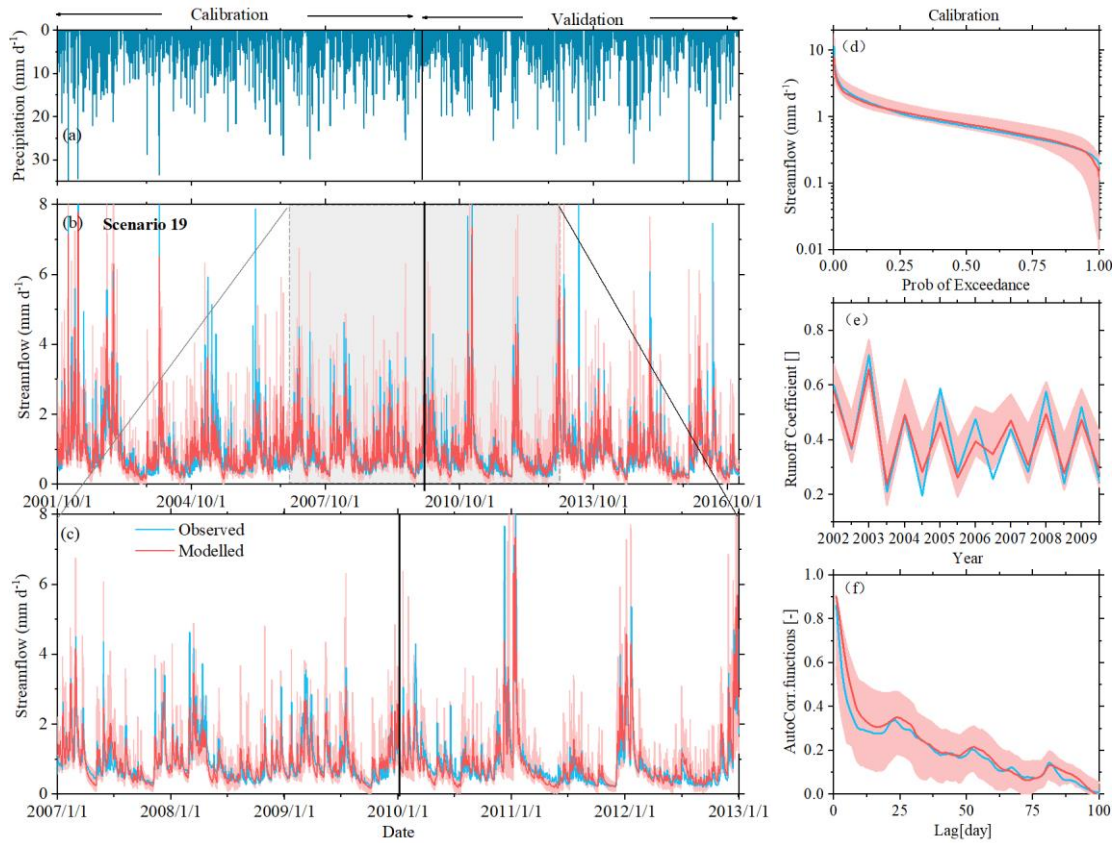 Calibration
Validation
Precipitation (mm d-1)
0
10
20
30
(a)
(b)
Scenario 19
Streamflow (mm d-1)
8
6
4
2
0
2001/10/1
2004/10/1
2007/10/1
2010/10/1
2013/10/1
2016/10/1
(c)
Observed
Modelled
Streamflow (mm d-1)
8
6
4
2
0
2007/1/1
2008/1/1
2009/1/1
2010/1/1
2011/1/1
2012/1/1
2013/1/1
Date
Calibration
(d)
Streamflow (mm d-1)
10
1
0.1
0.01
0.00
0.25
0.50
0.75
1.00
Prob of Exceedance
(e)
Runoff Coefficient []
0.8
0.6
0.4
0.2
2002
2003
2004
2005
2006
2007
2008
2009
Year
(f)
AutoCorr.functions [-]
1.0
0.8
0.6
0.4
0.2
0.0
0
25
50
75
100
Lag[day]